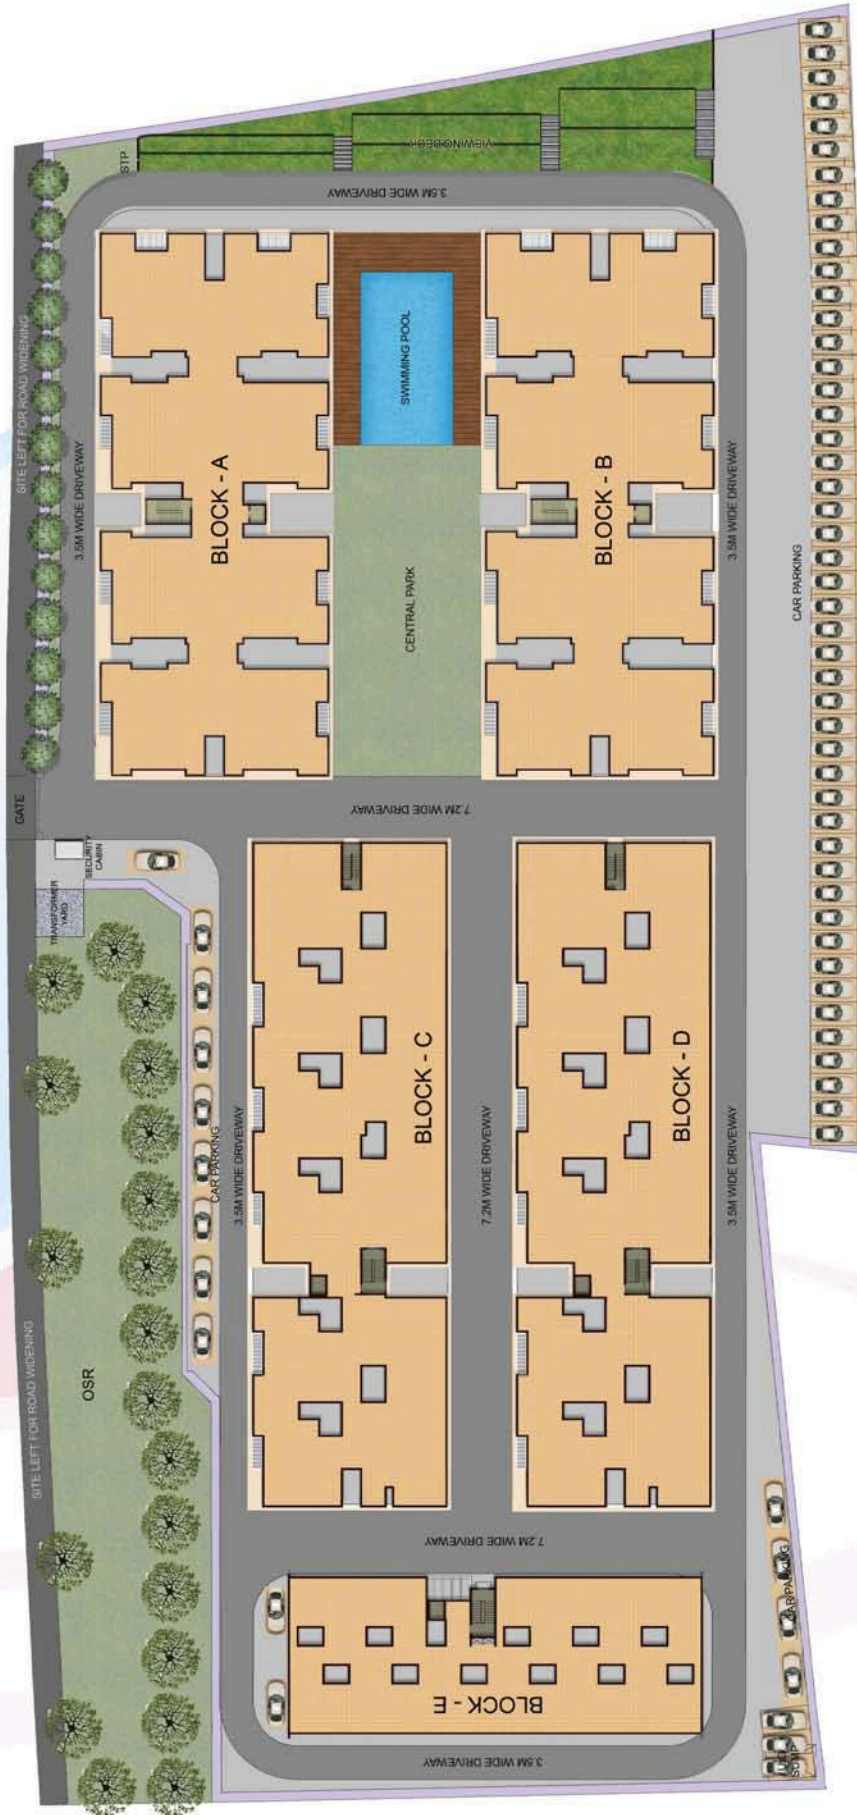 STP
VIEWING DECK
3.5M WIDE DRIVEWAY
SITE LEFT FOR ROAD WIDENING
3.5M WIDE DRIVEWAY
BLOCK - A
SWIMMING POOL
CENTRAL PARK
BLOCK - B
3.5M WIDE DRIVEWAY
CAR PARKING
GATE
7.2M WIDE DRIVEWAY
SECURITY
CABIN
TRANSFORMER
YARD
CAR PARKING
3.5M WIDE DRIVEWAY
BLOCK - C
7.2M WIDE DRIVEWAY
BLOCK - D
3.5M WIDE DRIVEWAY
SITE LEFT FOR ROAD WIDENING
OSR
7.2M WIDE DRIVEWAY
CAR PARKING
BLOCK - E
3.5M WIDE DRIVEWAY
SUMP